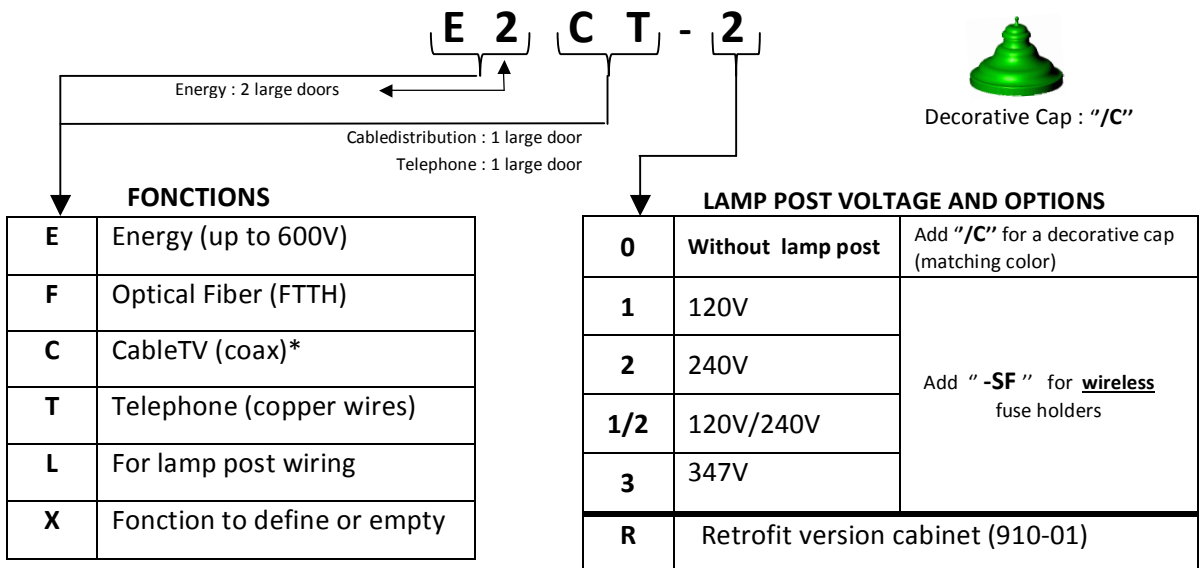 E 2 C T - 2
Energy : 2 large doors
Cabledistribution : 1 large door
Telephone : 1 large door
Decorative Cap : ‘’/C’’
FONCTIONS
E Energy (up to 600V)
F Optical Fiber (FTTH)
C CableTV (coax)*
T Telephone (copper wires)
L For lamp post wiring
X Fonction to define or empty
LAMP POST VOLTAGE AND OPTIONS
0 Without lamp post Add ‘’/C’’ for a decorative cap
(matching color)
1 120V
2 240V
1/2 120V/240V
3 347V
Add ‘’ -SF ’’ for wireless
fuse holders
R Retrofit version cabinet (910-01)